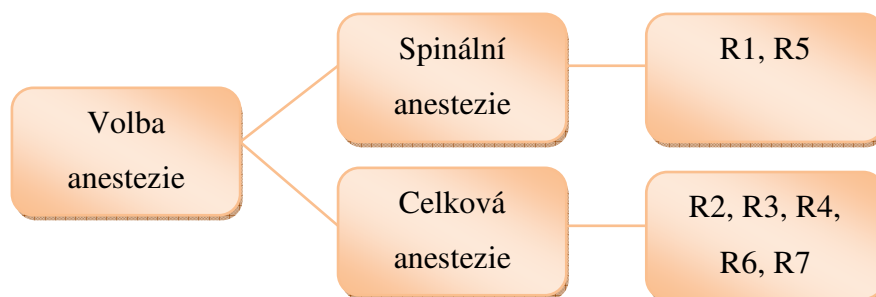 Volba
anestezie
Spinální
anestezie
R1, R5
Celková
anestezie
R2, R3, R4,
R6, R7